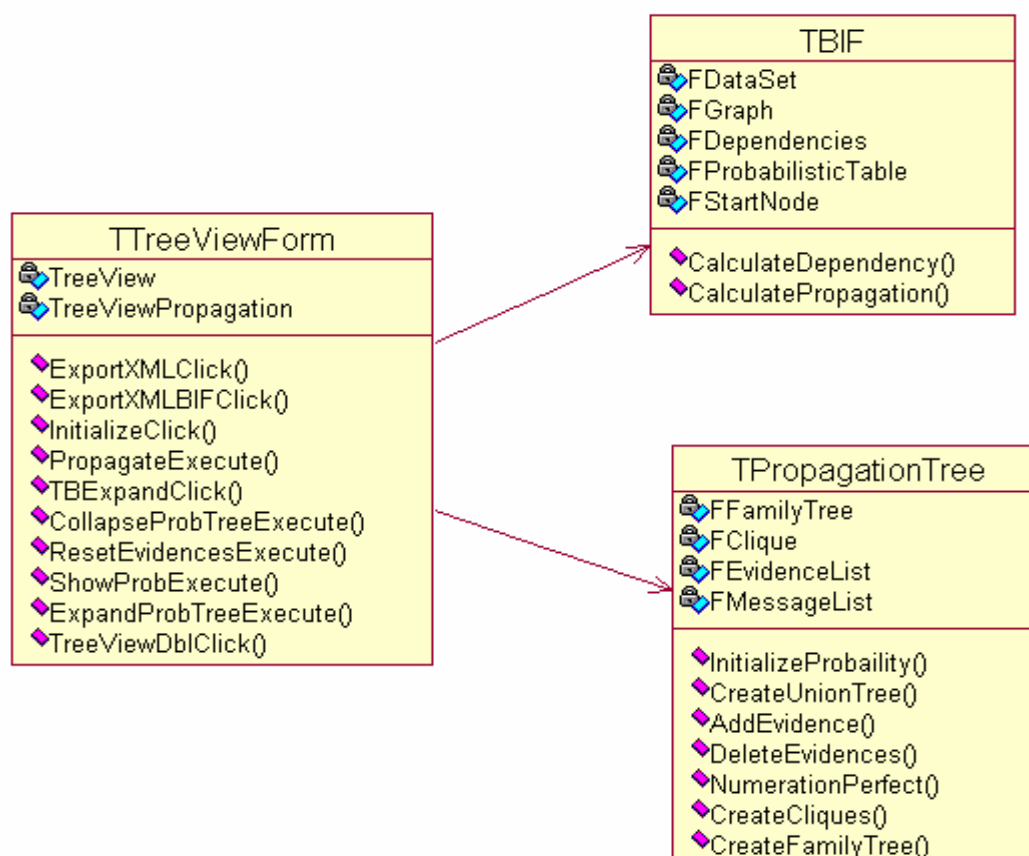 TBIF
FDataSet
FGraph
FDependencies
FProbabilisticTable
FStartNode
CalculateDependency()
CalculatePropagation()
TTreeViewForm
TreeView
TreeViewPropagation
ExportXMLClick()
ExportXMLBIFClick()
InitializeClick()
PropagateExecute()
TBExpandClick()
CollapseProbTreeExecute()
ResetEvidencesExecute()
ShowProbExecute()
ExpandProbTreeExecute()
TreeViewDblClick()
TPropagationTree
FFamilyTree
FClique
FEvidenceList
FMessageList
InitializeProbaility()
CreateUnionTree()
AddEvidence()
DeleteEvidences()
NumerationPerfect()
CreateCliques()
CreateFamilyTree()